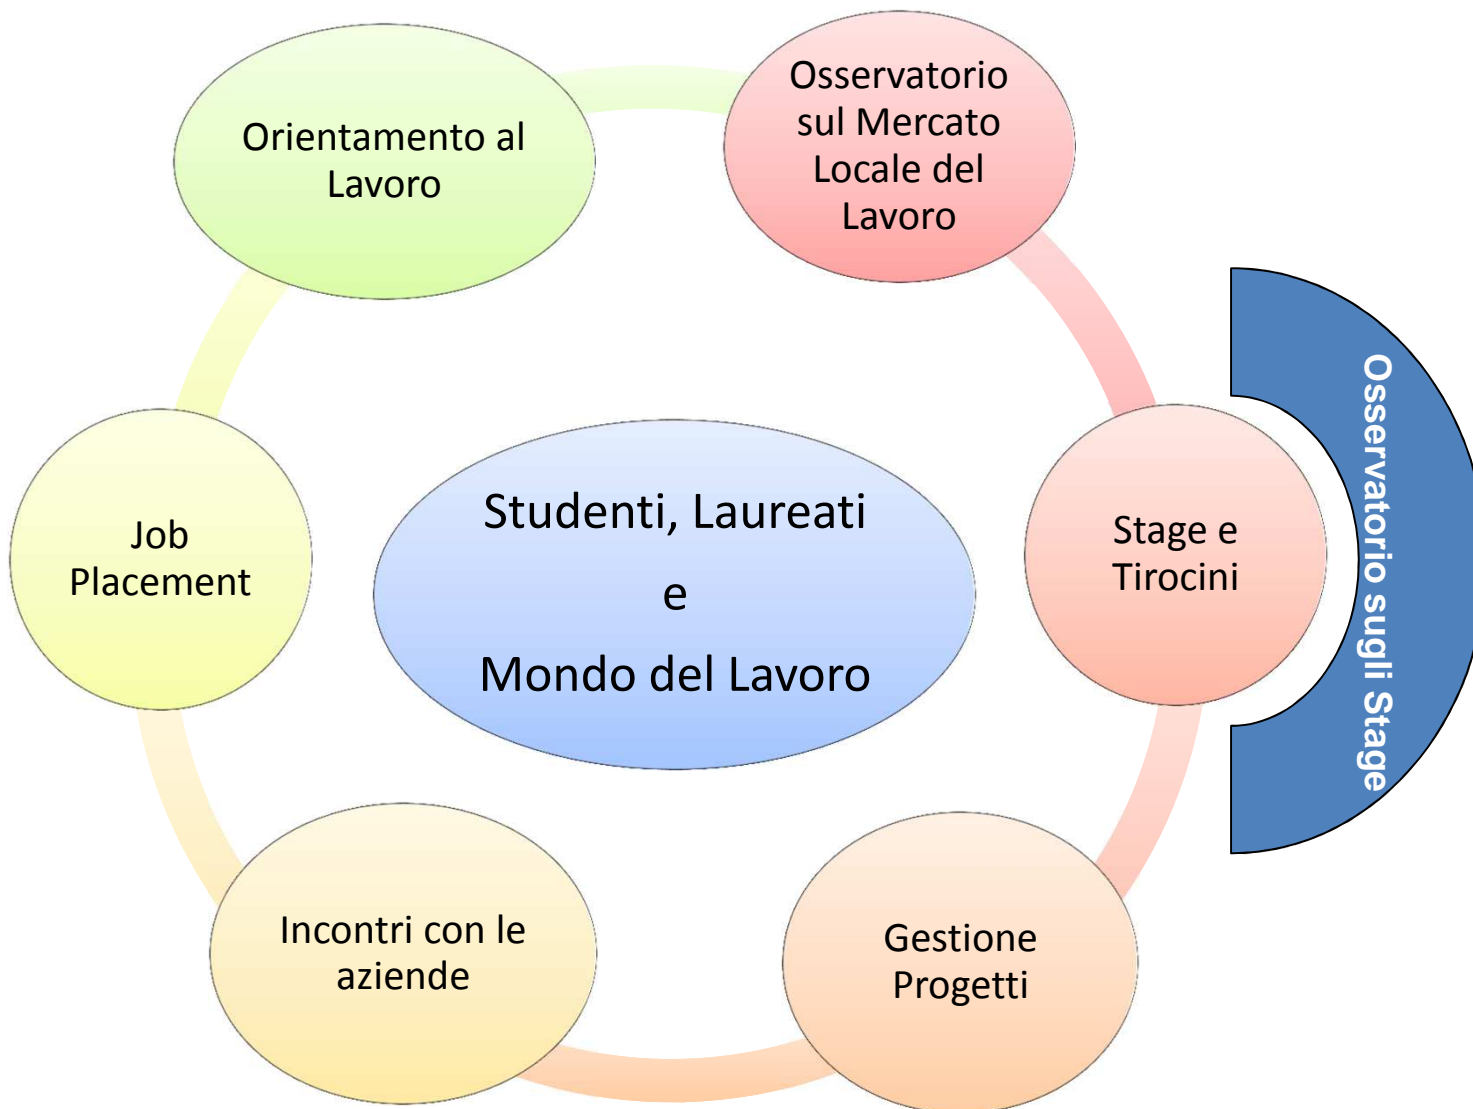 Orientamento al
Lavoro
Osservatorio
sul Mercato
Locale del
Lavoro
Job
Placement
Studenti, Laureati
e
Mondo del Lavoro
Stage e
Tirocini
Osservatorio sugli Stage
Incontri con le
aziende
Gestione
Progetti